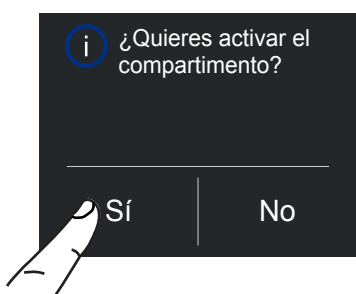 i
¿Quieres activar el
compartimento?
Sí
No